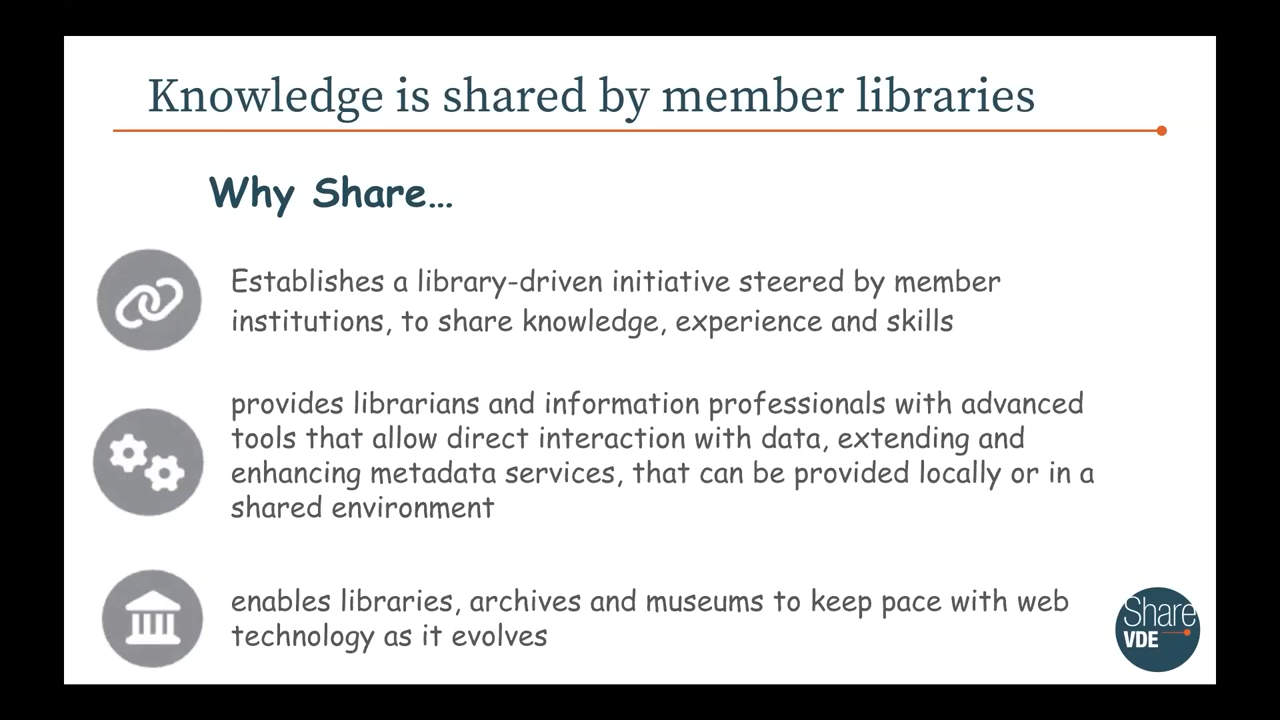 Knowledge is shared by member libraries
Why Share…
Establishes a library-driven initiative steered by member
institutions, to share knowledge, experience and skills
provides librarians and information professionals with advanced
tools that allow direct interaction with data, extending and
enhancing metadata services, that can be provided locally or in a
shared environment
enables libraries, archives and museums to keep pace with web
technology as it evolves
Share
VDE